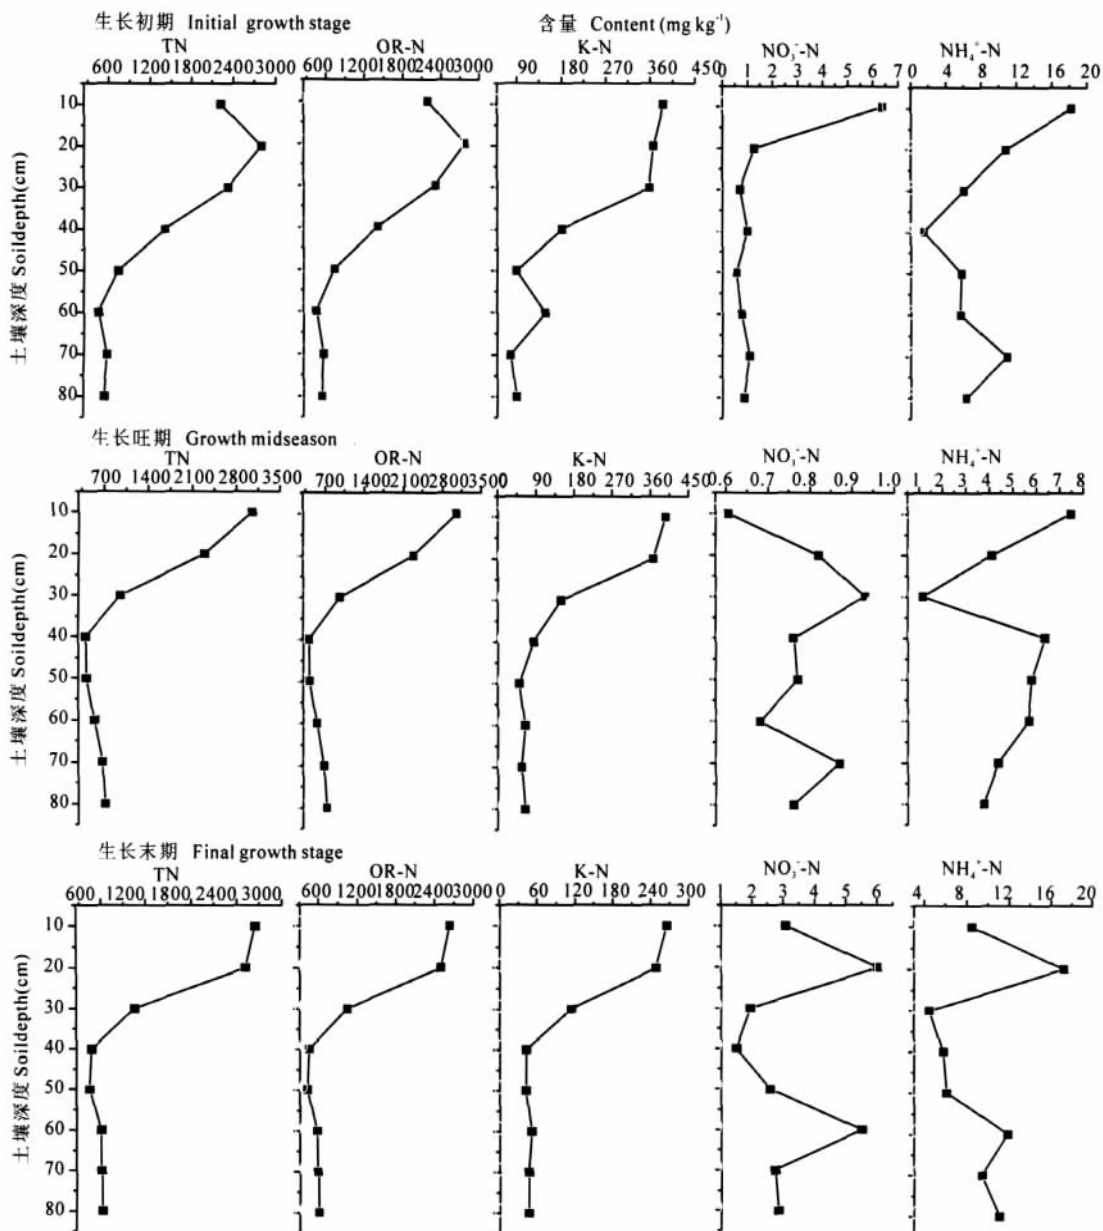 生长初期 Initial growth stage 含量 Content (mg kg⁻¹)
TN OR-N K-N NO₃⁻-N NH₄⁺-N
600 1200 1800 2400 3000 600 1200 1800 2400 3000 90 180 270 360 450 0 1 2 3 4 5 6 7 0 4 8 12 16 20
土壤深度 Soildepth(cm)
10
20
30
40
50
60
70
80
生长旺期 Growth midseason
TN OR-N K-N NO₃⁻-N NH₄⁺-N
700 1400 2100 2800 3500 700 1400 2100 2800 3500 0 90 180 270 360 450 0.6 0.7 0.8 0.9 1.0 1 2 3 4 5 6 7 8
土壤深度 Soildepth(cm)
10
20
30
40
50
60
70
80
生长末期 Final growth stage
TN OR-N K-N NO₃⁻-N NH₄⁺-N
600 1200 1800 2400 3000 600 1200 1800 2400 3000 0 60 120 180 240 300 1 2 3 4 5 6 4 8 12 16 20
土壤深度 Soildepth(cm)
10
20
30
40
50
60
70
80